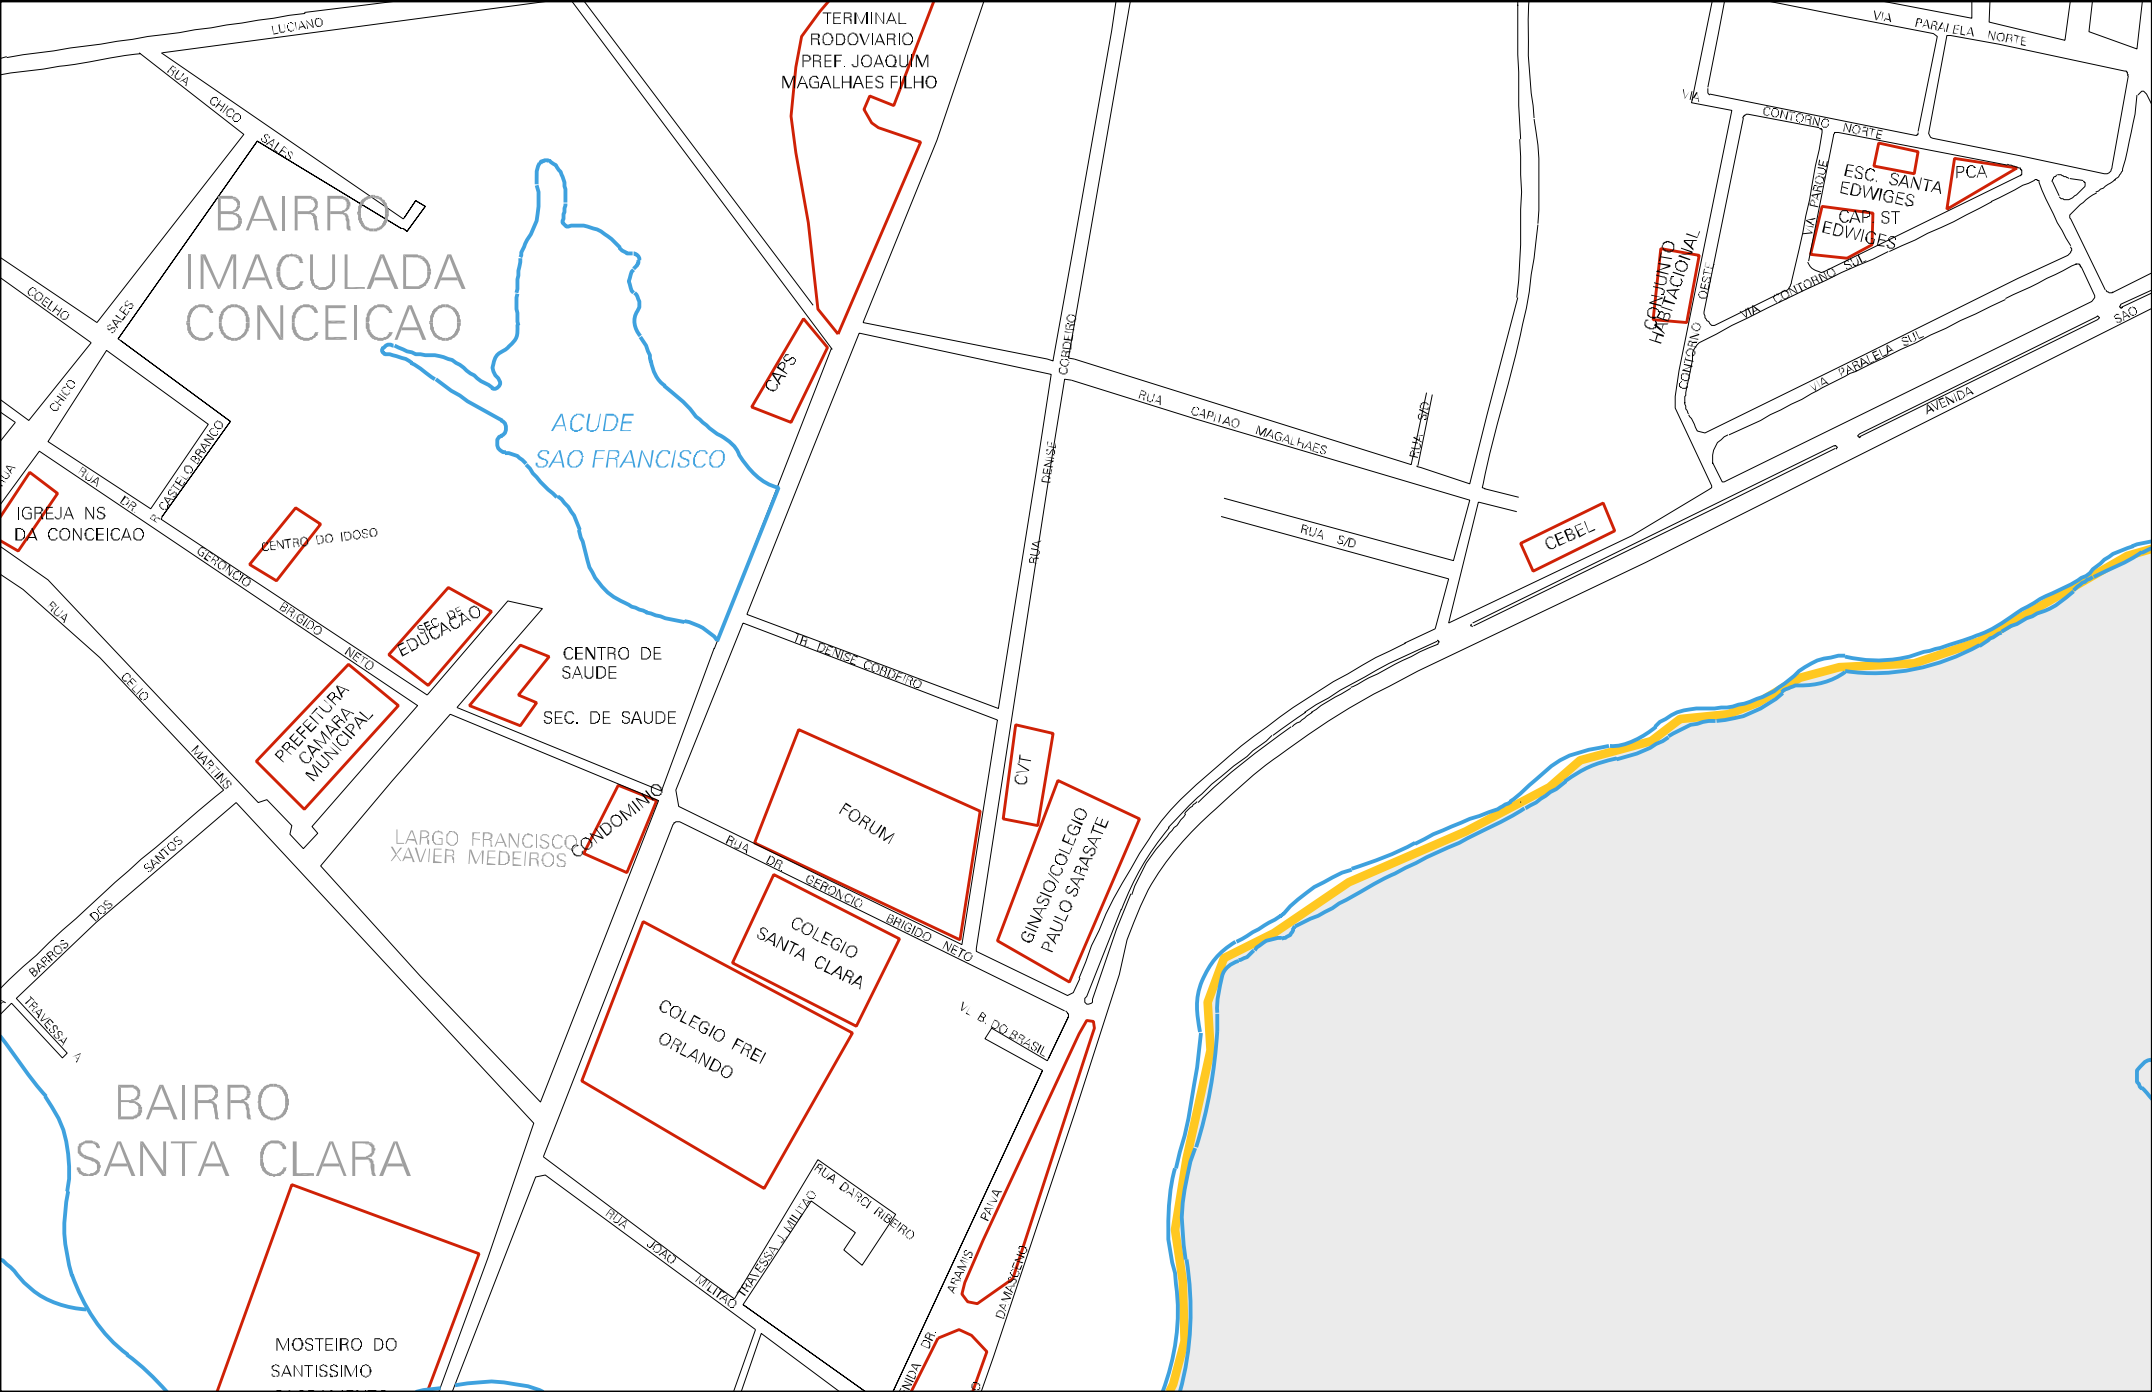 LUCIANO
TERMINAL
RODOVIARIO
PREF. JOAQUIM
MAGALHAES FILHO
VIA PARALELA NORTE
RUA CHICO SALES
VIA CONTORNO NORTE
ESC. SANTA
EDWIGES
PCA
CAP. ST
EDWIGES
VIA PARQUE
CONJUNTO
HABITACIONAL
CONTORNO OESTE
VIA CONTORNO SUL
VIA PARALELA SUL
AVENIDA SAO
BAIRRO
IMACULADA
CONCEICAO
COELHO
CHICO SALES
RUA
R CASTELO BRANCO
CAPS
ACUDE
SAO FRANCISCO
RUA DENISE CORDEIRO
RUA CAPITAO MAGALHAES
RUA S/D
RUA S/D
CEBEL
IGREJA NS
DA CONCEICAO
CENTRO DO IDOSO
RUA DR. GERONCIO BRIGIDO NETO
SEC. DE
EDUCACAO
CENTRO DE
SAUDE
SEC. DE SAUDE
TR. DENISE CORDEIRO
RUA CELIO MARTINS
PREFEITURA
CAMARA
MUNICIPAL
CVT
FORUM
GINASIO/COLEGIO
PAULO SARASATE
LARGO FRANCISCO
XAVIER MEDEIROS
CONDOMINIO
RUA DR. GERONCIO BRIGIDO NETO
COLEGIO
SANTA CLARA
BARROS DOS SANTOS
TRAVESSA A
COLEGIO FREI
ORLANDO
VL B. DO BRASIL
BAIRRO
SANTA CLARA
RUA DARCI RIBEIRO
TRAVESSA J. MILITAO
RUA JOAO MILITAO
DR. ARAMIS PAIVA
DAMASCENO
MOSTEIRO DO
SANTISSIMO